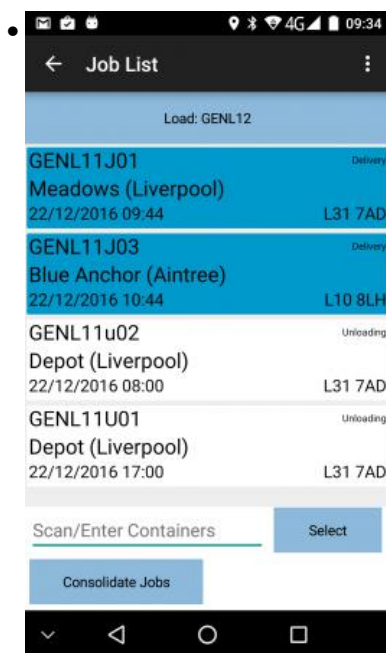 4G 09:34
Job List
Load: GENL12
GENL11J01 Delivery
Meadows (Liverpool)
22/12/2016 09:44 L31 7AD
GENL11J03 Delivery
Blue Anchor (Aintree)
22/12/2016 10:44 L10 8LH
GENL11u02 Unloading
Depot (Liverpool)
22/12/2016 08:00 L31 7AD
GENL11U01 Unloading
Depot (Liverpool)
22/12/2016 17:00 L31 7AD
Scan/Enter Containers Select
Consolidate Jobs